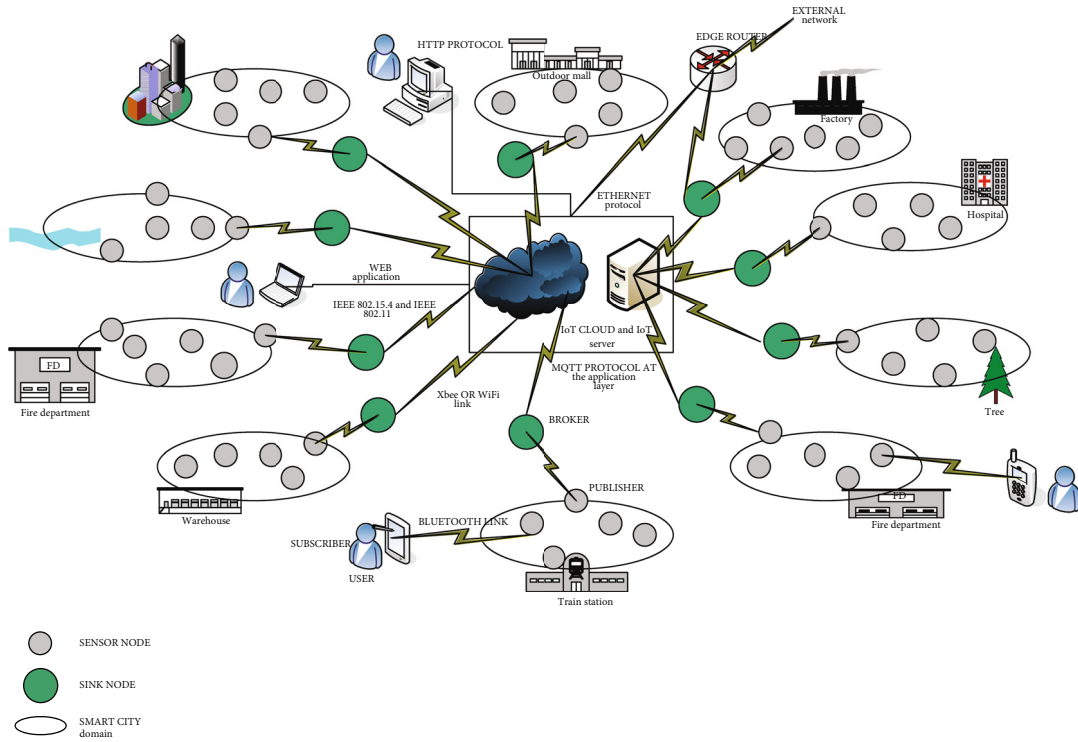 EXTERNAL
network
EDGE ROUTER
HTTP PROTOCOL
Outdoor mall
Factory
ETHERNET
protocol
Hospital
WEB
application
IEEE 802.15.4 and IEEE
802.11
IoT CLOUD and IoT
server
FD
Fire department
MQTT PROTOCOL AT
the application
layer
Xbee OR WiFi
link
Tree
BROKER
PUBLISHER
Warehouse
FD
Fire department
BLUETOOTH LINK
SUBSCRIBER
USER
Train station
SENSOR NODE
SINK NODE
SMART CITY
domain